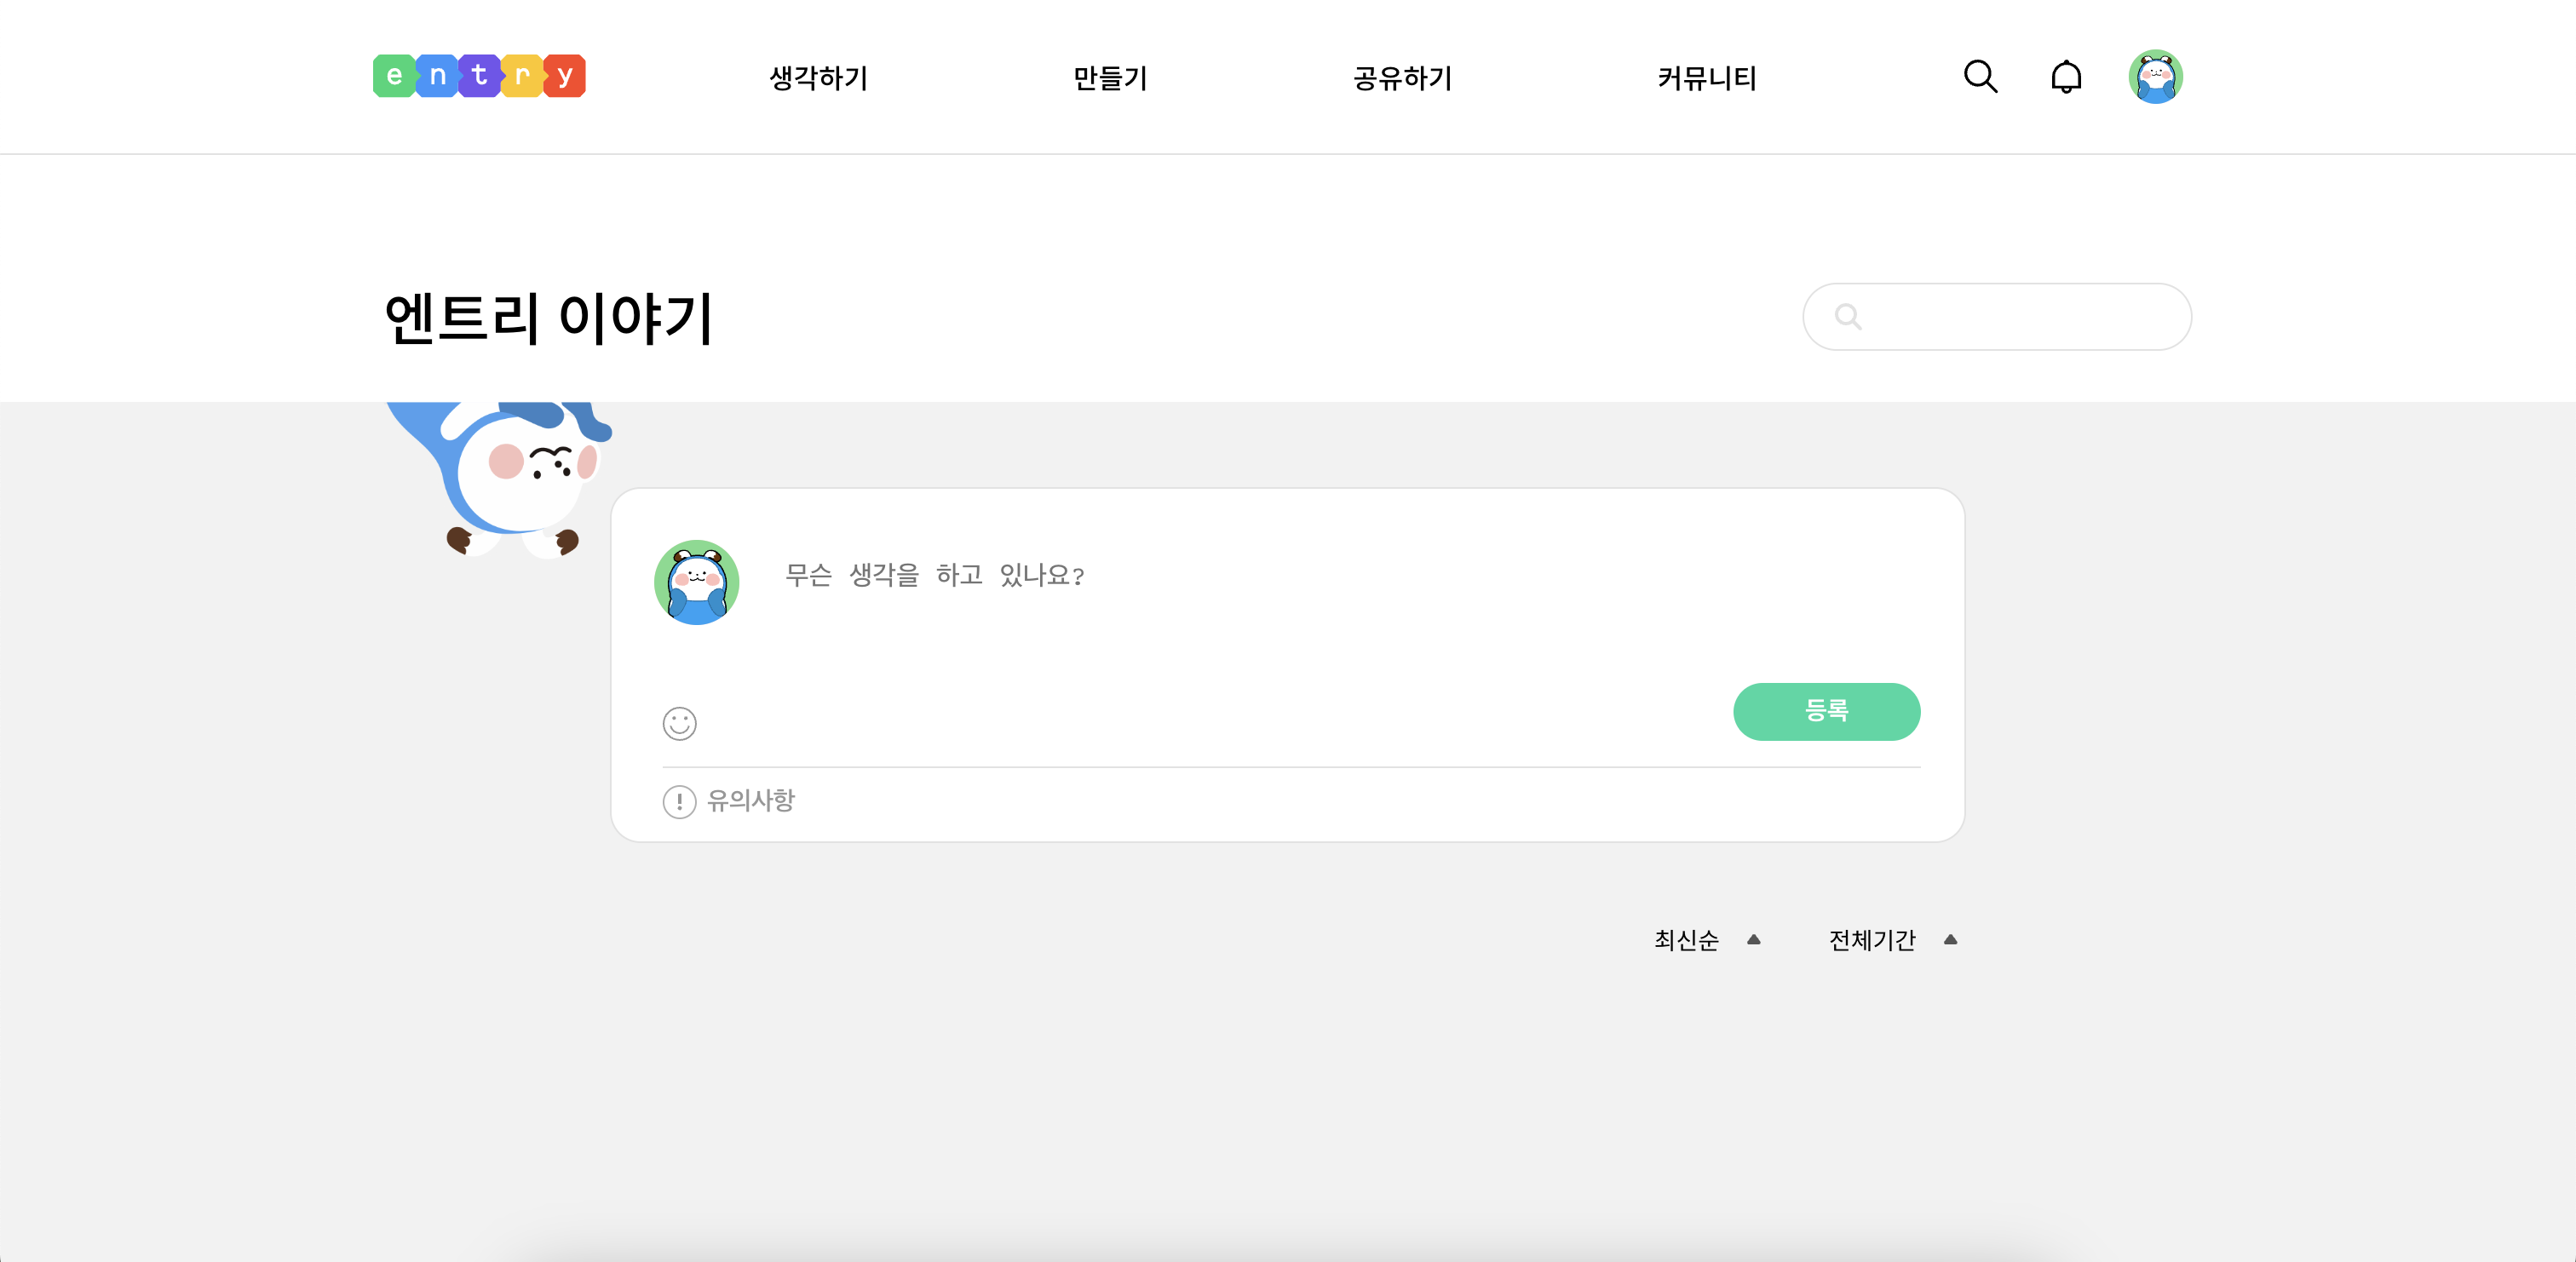 entry
생각하기
만들기
공유하기
커뮤니티
엔트리 이야기
무슨 생각을 하고 있나요?
등록
유의사항
최신순
전체기간